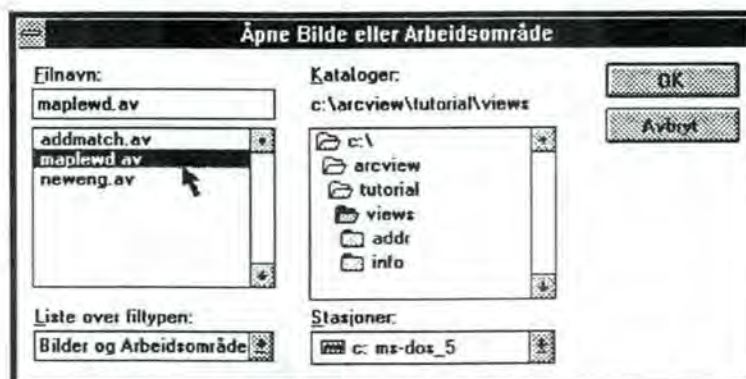 Åpne Bilde eller Arbeidsområde
Filnavn:
maplewd.av
addmatch.av
maplewd.av
neweng.av
Liste over filtypen:
Bilder og Arbeidsområde
Kataloger:
c:\arcview\tutorial\views
c:\
arcview
tutorial
views
addr
info
Stasjoner:
c: ms-dos_5
OK
Avbryt